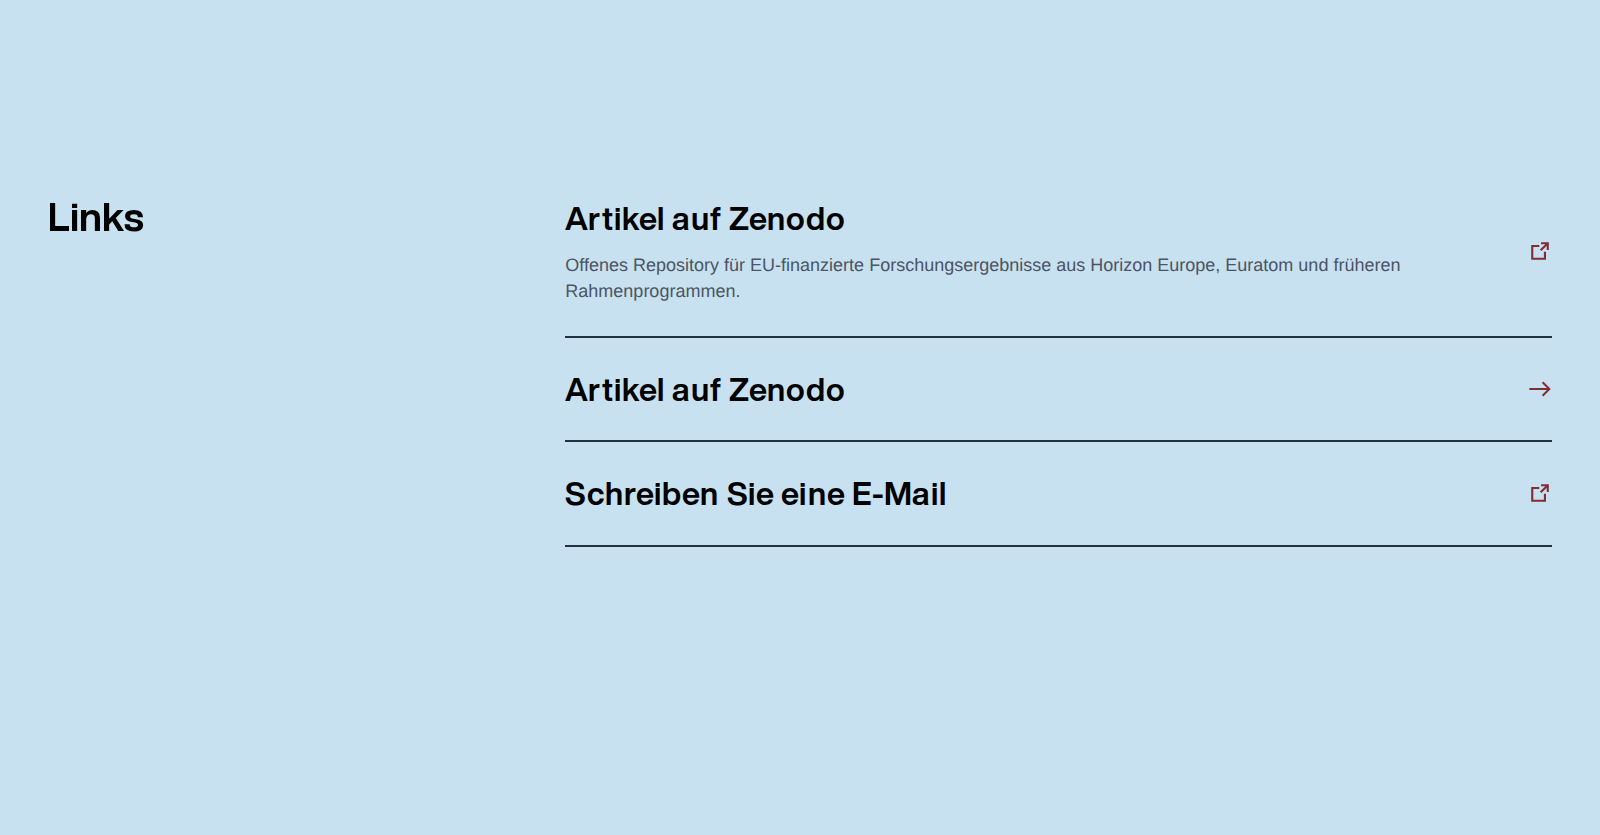 Links
Artikel auf Zenodo
Offenes Repository für EU-finanzierte Forschungsergebnisse aus Horizon Europe, Euratom und früheren
Rahmenprogrammen.
Artikel auf Zenodo
Schreiben Sie eine E-Mail